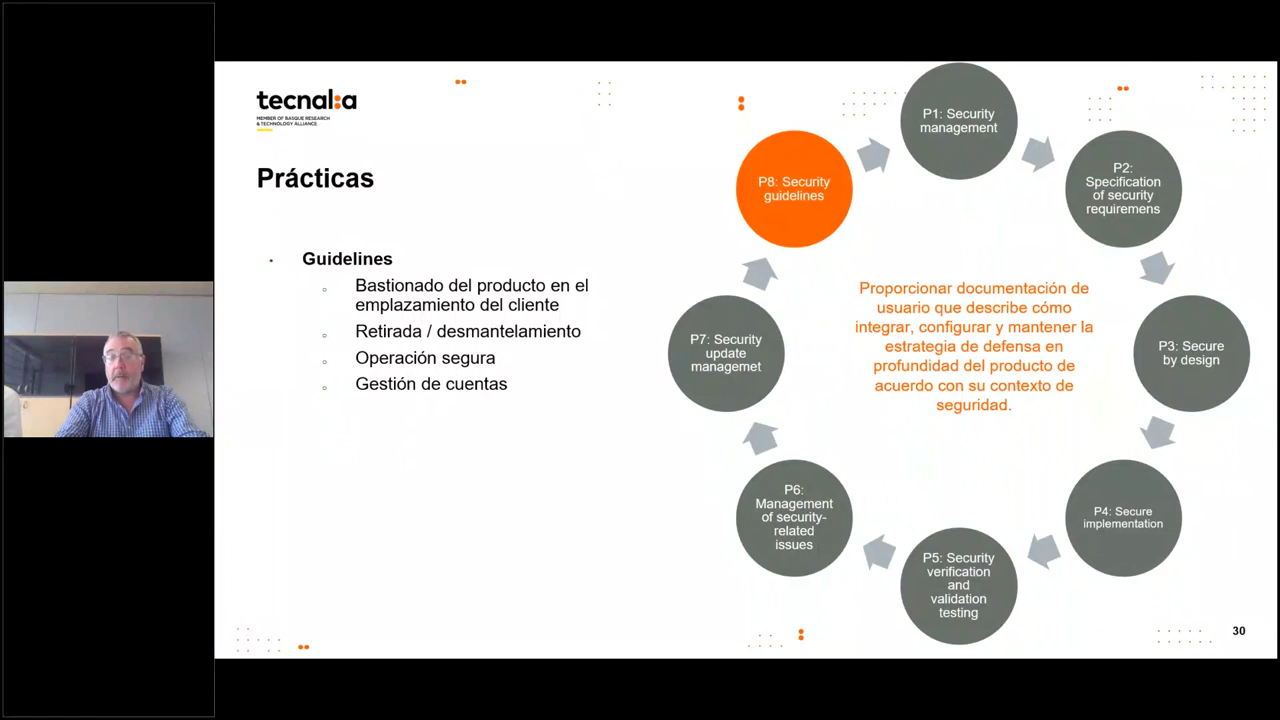 tecnal:a
MEMBER OF BASQUE RESEARCH
& TECHNOLOGY ALLIANCE
Prácticas
Guidelines
Bastionado del producto en el
emplazamiento del cliente
Retirada / desmantelamiento
Operación segura
Gestión de cuentas
P1: Security
management
P2:
Specification
of security
requiremens
P3: Secure
by design
P4: Secure
implementation
P5: Security
verification
and
validation
testing
P6:
Management
of security-
related
issues
P7: Security
update
managemet
P8: Security
guidelines
Proporcionar documentación de
usuario que describe cómo
integrar, configurar y mantener la
estrategia de defensa en
profundidad del producto de
acuerdo con su contexto de
seguridad.
30